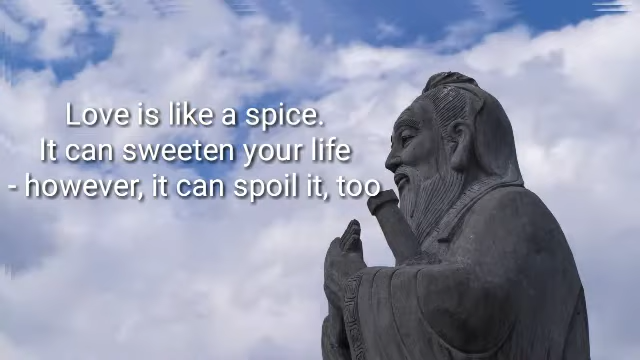 Love is like a spice.
It can sweeten your life
- however, it can spoil it, too